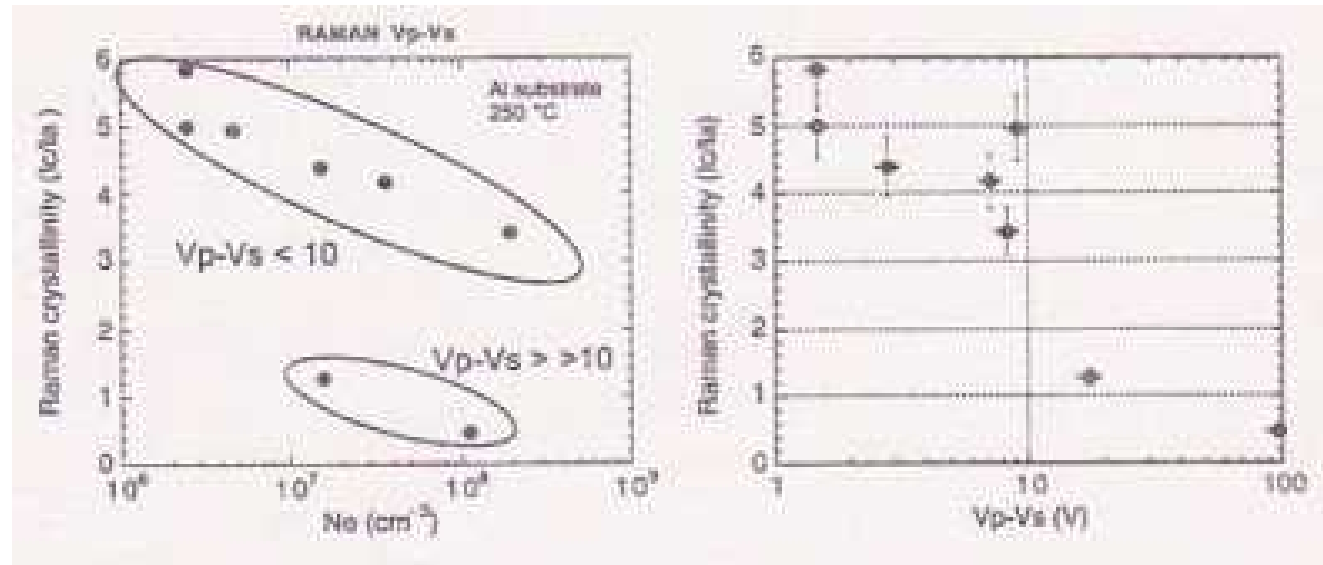 RAMAN Vp-Vs
Raman crystallinity (Ic/Ia)
6
5
4
3
2
1
0
Al substrate
250 °C
Vp-Vs < 10
Vp-Vs > >10
10⁶
10⁷
10⁸
10⁹
Ne (cm⁻³)
Raman crystallinity (Ic/Ia)
6
5
4
3
2
1
0
1
10
100
Vp-Vs (V)